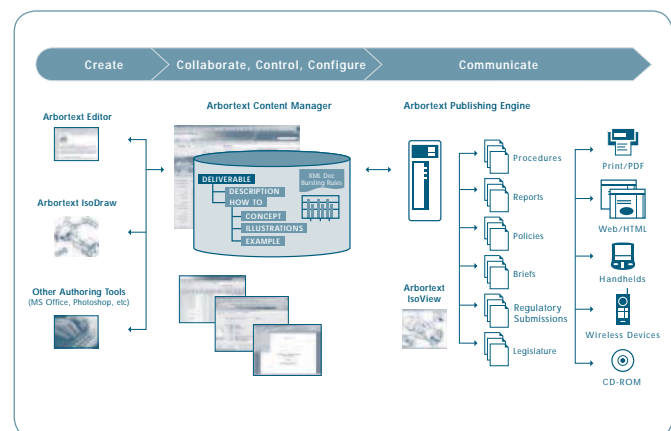 Create
Collaborate, Control, Configure
Communicate
Arbortext Editor
Arbortext IsoDraw
Other Authoring Tools
(MS Office, Photoshop, etc)
Arbortext Content Manager
DELIVERABLE
DESCRIPTION
HOW TO
CONCEPT
ILLUSTRATIONS
EXAMPLE
XML Doc
Bursting Rules
Arbortext Publishing Engine
Arbortext
IsoView
Procedures
Reports
Policies
Briefs
Regulatory
Submissions
Legislature
Print/PDF
Web/HTML
Handhelds
Wireless Devices
CD-ROM